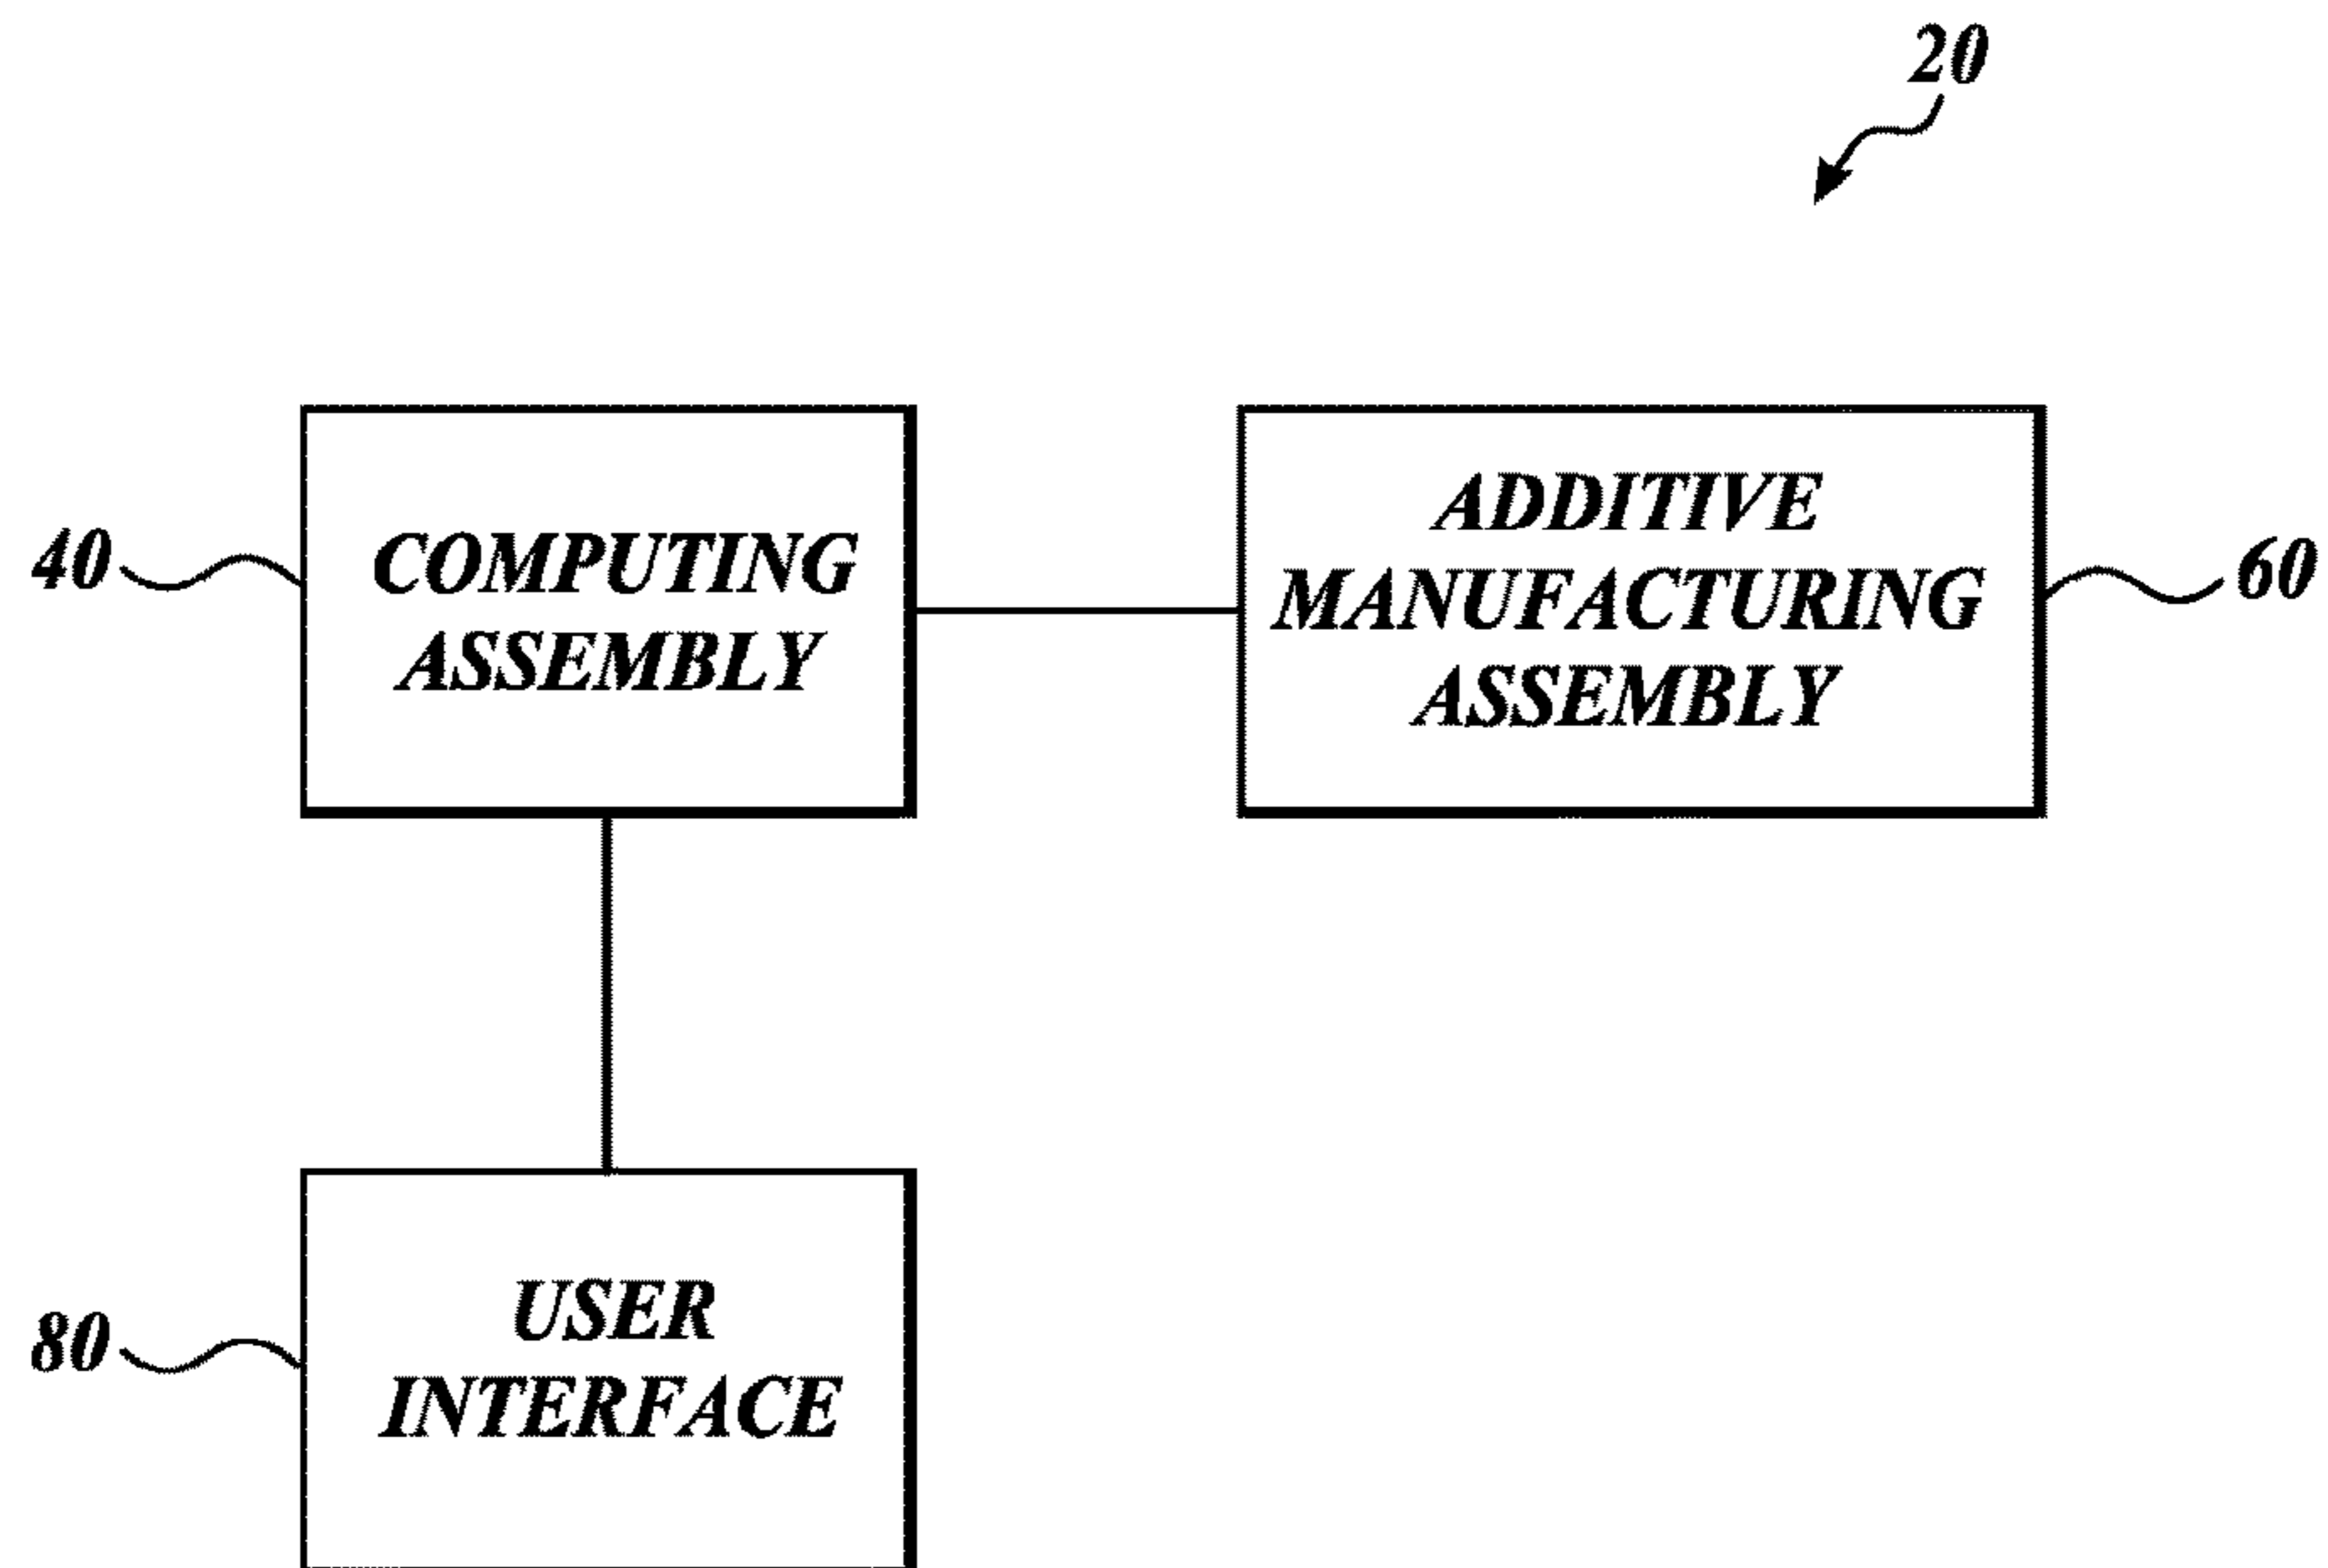 20
40
COMPUTING
ASSEMBLY
ADDITIVE
MANUFACTURING
ASSEMBLY
60
80
USER
INTERFACE